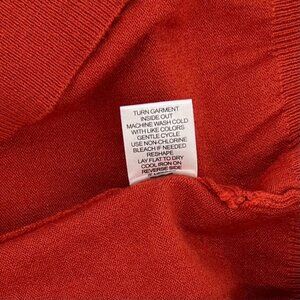 TURN GARMENT
INSIDE OUT
MACHINE WASH COLD
WITH LIKE COLORS
GENTLE CYCLE
USE NON-CHLORINE
BLEACH IF NEEDED
RESHAPE
LAY FLAT TO DRY
COOL IRON ON
REVERSE SIDE